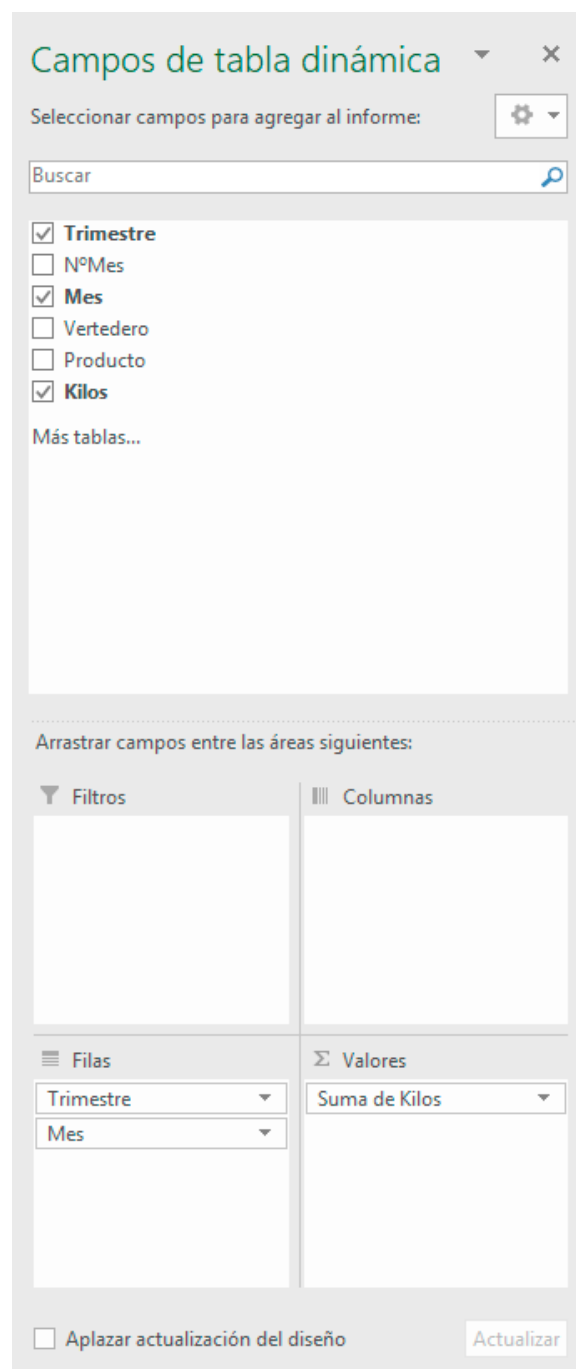 Campos de tabla dinámica
Seleccionar campos para agregar al informe:
Buscar
Trimestre
NºMes
Mes
Vertedero
Producto
Kilos
Más tablas...
Arrastrar campos entre las áreas siguientes:
Filtros
Columnas
Filas
Σ Valores
Trimestre
Suma de Kilos
Mes
Aplazar actualización del diseño
Actualizar